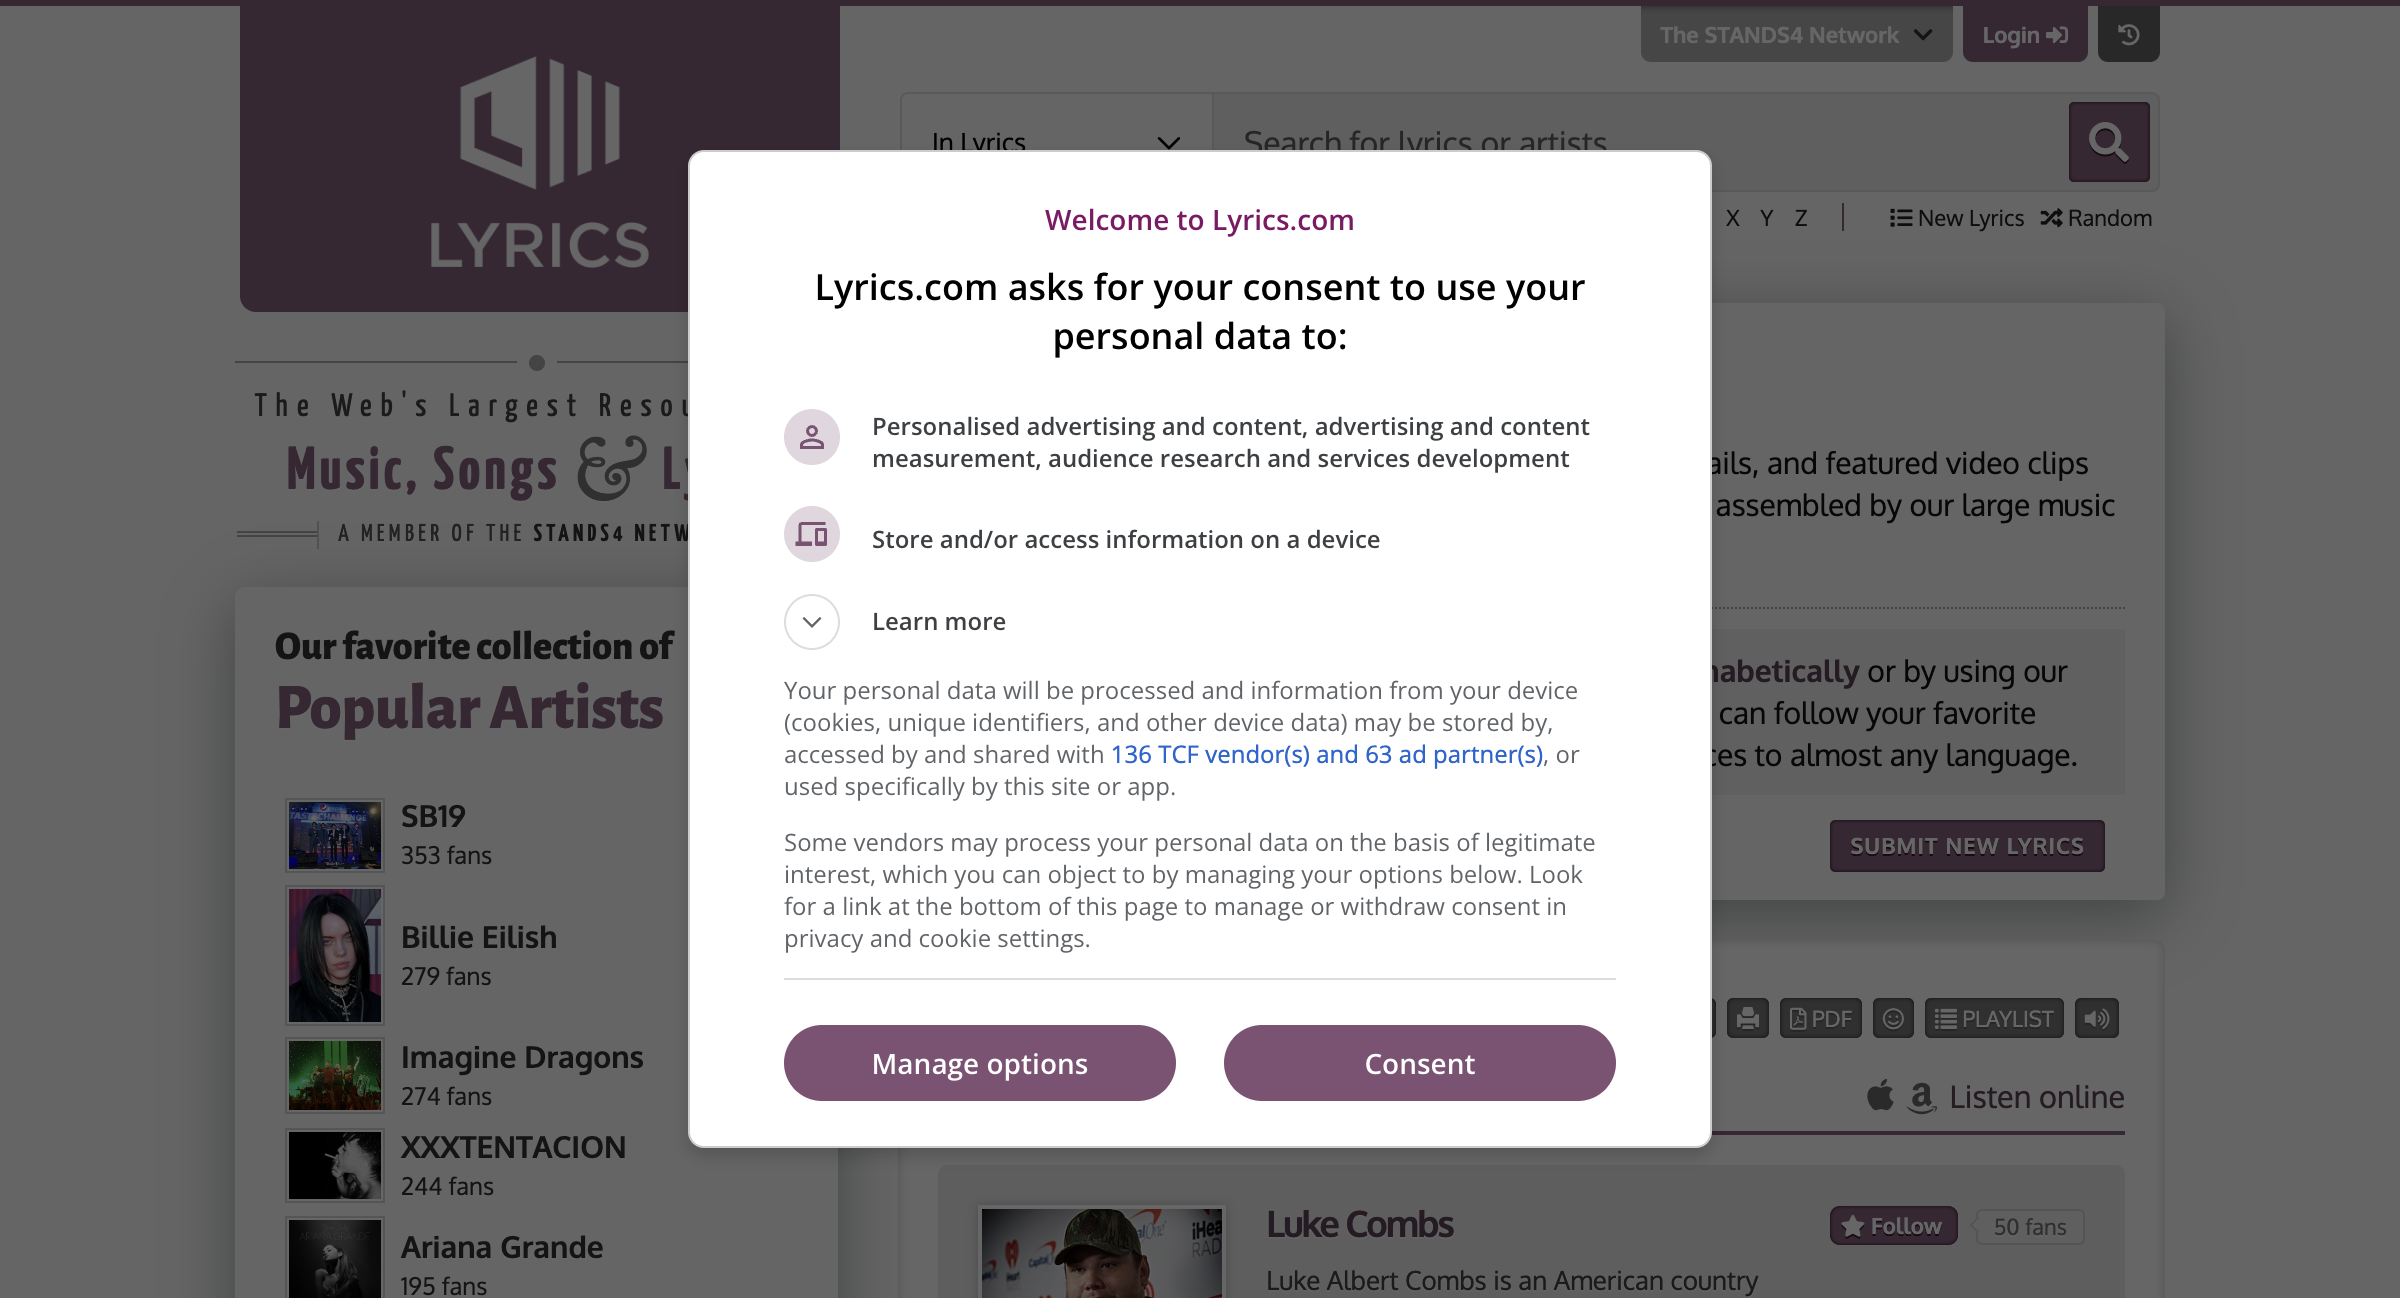 The STANDS4 Network
Login
LYRICS
In Lyrics
Search for lyrics or artists
X Y Z | New Lyrics Random
The Web's Largest Resou
Music, Songs & Ly
A MEMBER OF THE STANDS4 NETW
Our favorite collection of
Popular Artists
SB19
353 fans
Billie Eilish
279 fans
Imagine Dragons
274 fans
XXXTENTACION
244 fans
Ariana Grande
195 fans
Welcome to Lyrics.com
Lyrics.com asks for your consent to use your
personal data to:
Personalised advertising and content, advertising and content
measurement, audience research and services development
Store and/or access information on a device
Learn more
Your personal data will be processed and information from your device
(cookies, unique identifiers, and other device data) may be stored by,
accessed by and shared with 136 TCF vendor(s) and 63 ad partner(s), or
used specifically by this site or app.
Some vendors may process your personal data on the basis of legitimate
interest, which you can object to by managing your options below. Look
for a link at the bottom of this page to manage or withdraw consent in
privacy and cookie settings.
Manage options
Consent
ails, and featured video clips
assembled by our large music
habetically or by using our
can follow your favorite
ces to almost any language.
SUBMIT NEW LYRICS
PDF
PLAYLIST
Listen online
Luke Combs
Follow
50 fans
Luke Albert Combs is an American country